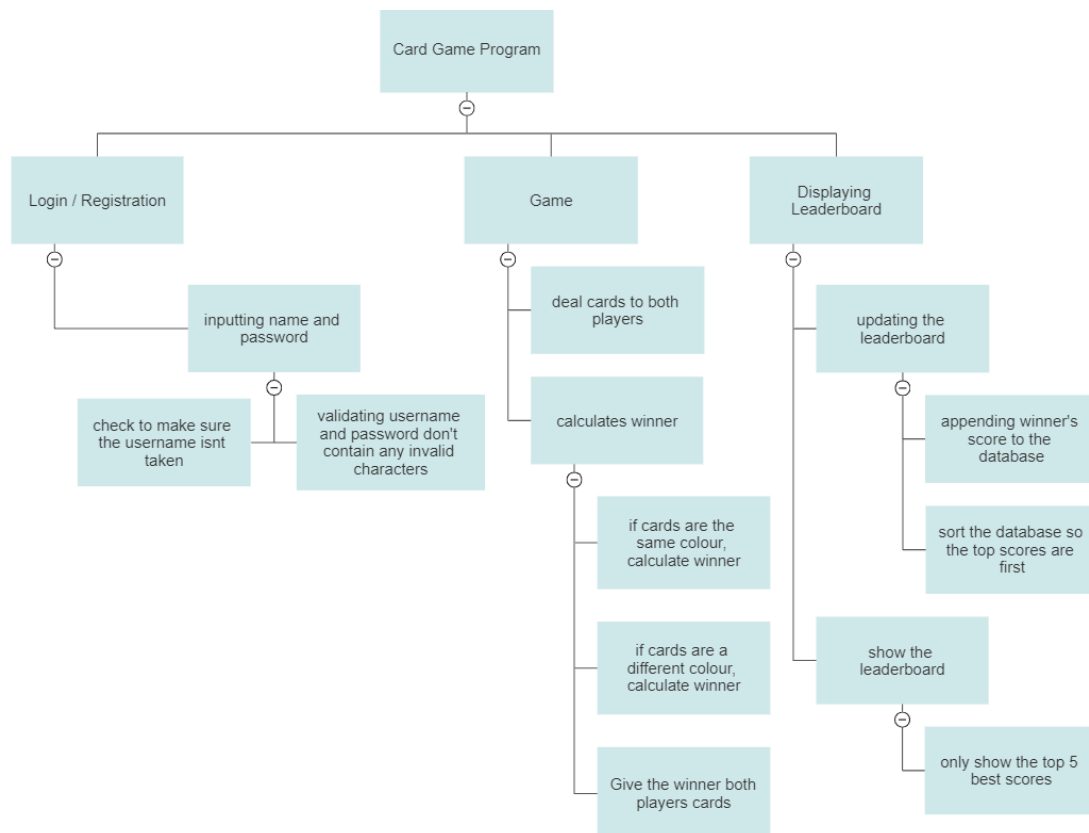 Card Game Program
Login / Registration
Game
Displaying
Leaderboard
inputting name and
password
check to make sure
the username isnt
taken
validating username
and password don't
contain any invalid
characters
deal cards to both
players
calculates winner
if cards are the
same colour,
calculate winner
if cards are a
different colour,
calculate winner
Give the winner both
players cards
updating the
leaderboard
appending winner's
score to the
database
sort the database so
the top scores are
first
show the
leaderboard
only show the top 5
best scores